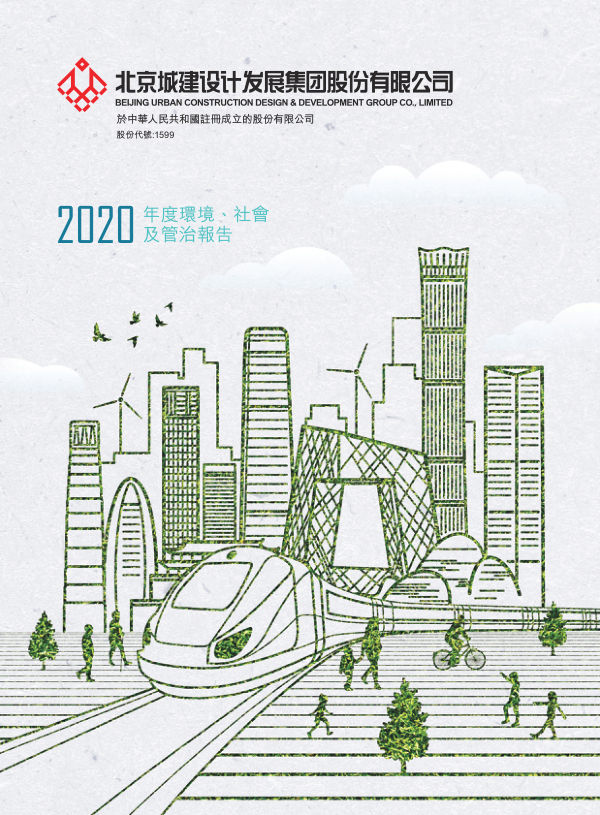 北京城建设计发展集团股份有限公司
BEIJING URBAN CONSTRUCTION DESIGN & DEVELOPMENT GROUP CO., LIMITED
於中華人民共和國註冊成立的股份有限公司
股份代號:1599
2020 年度環境、社會
及管治報告